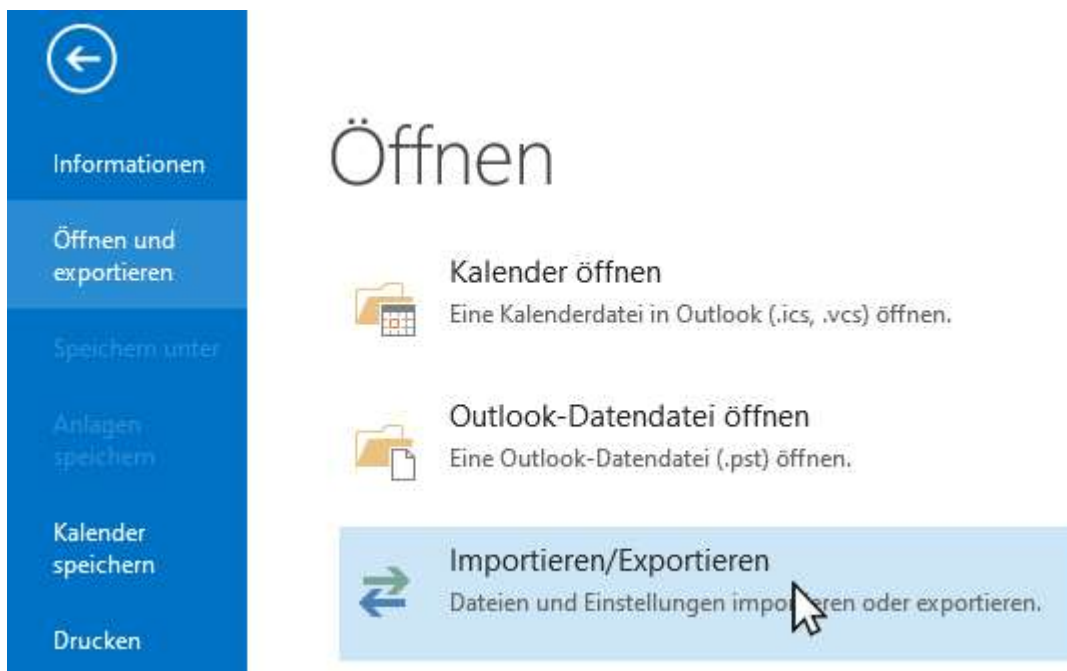 Informationen
Öffnen und
exportieren
Speichern unter
Anlagen
speichern
Kalender
speichern
Drucken
Öffnen
Kalender öffnen
Eine Kalenderdatei in Outlook (.ics, .vcs) öffnen.
Outlook-Datendatei öffnen
Eine Outlook-Datendatei (.pst) öffnen.
Importieren/Exportieren
Dateien und Einstellungen importieren oder exportieren.